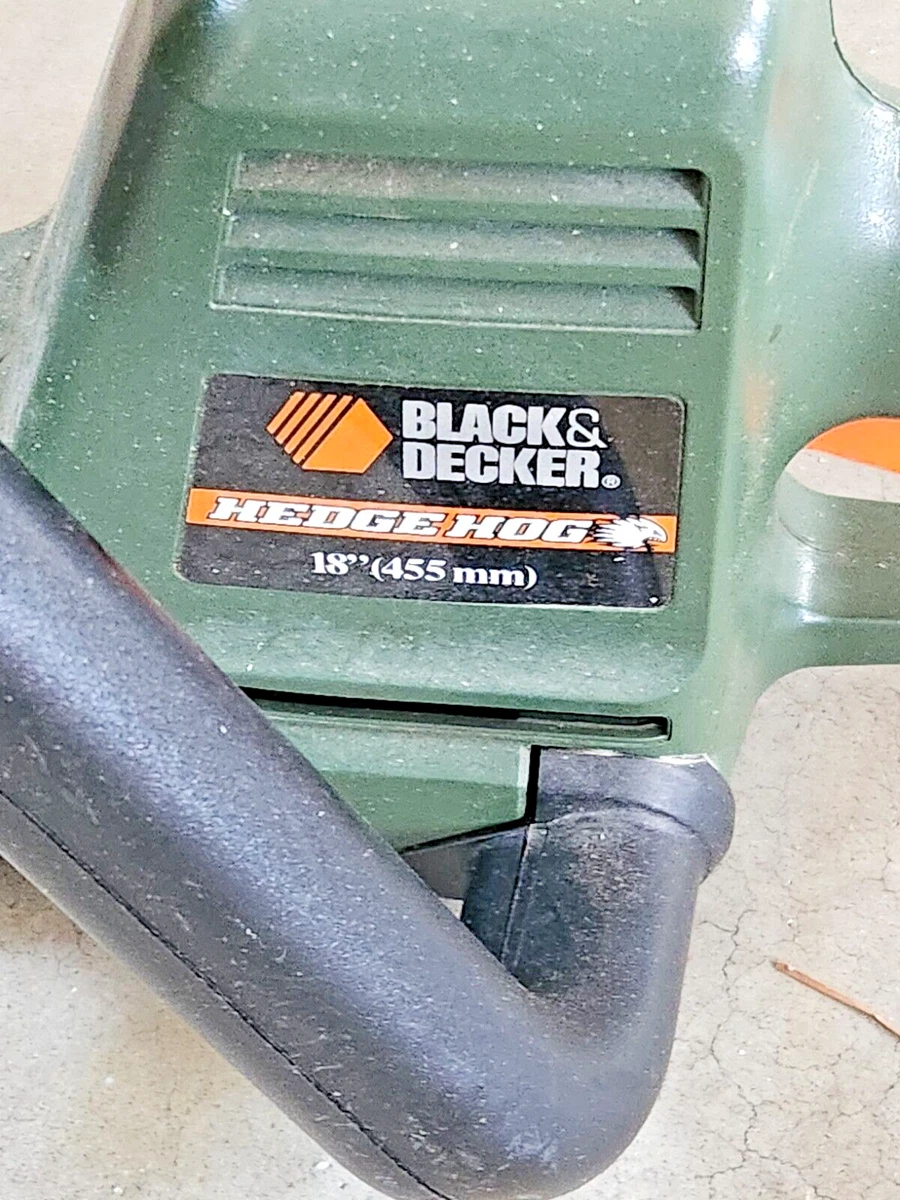 BLACK&
DECKER®
HEDGE HOG
18”(455 mm)